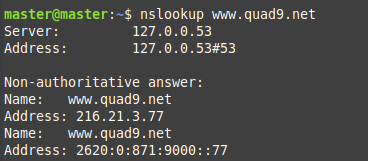 master@master:~$ nslookup www.quad9.net
Server:         127.0.0.53
Address:        127.0.0.53#53

Non-authoritative answer:
Name:   www.quad9.net
Address: 216.21.3.77
Name:   www.quad9.net
Address: 2620:0:871:9000::77